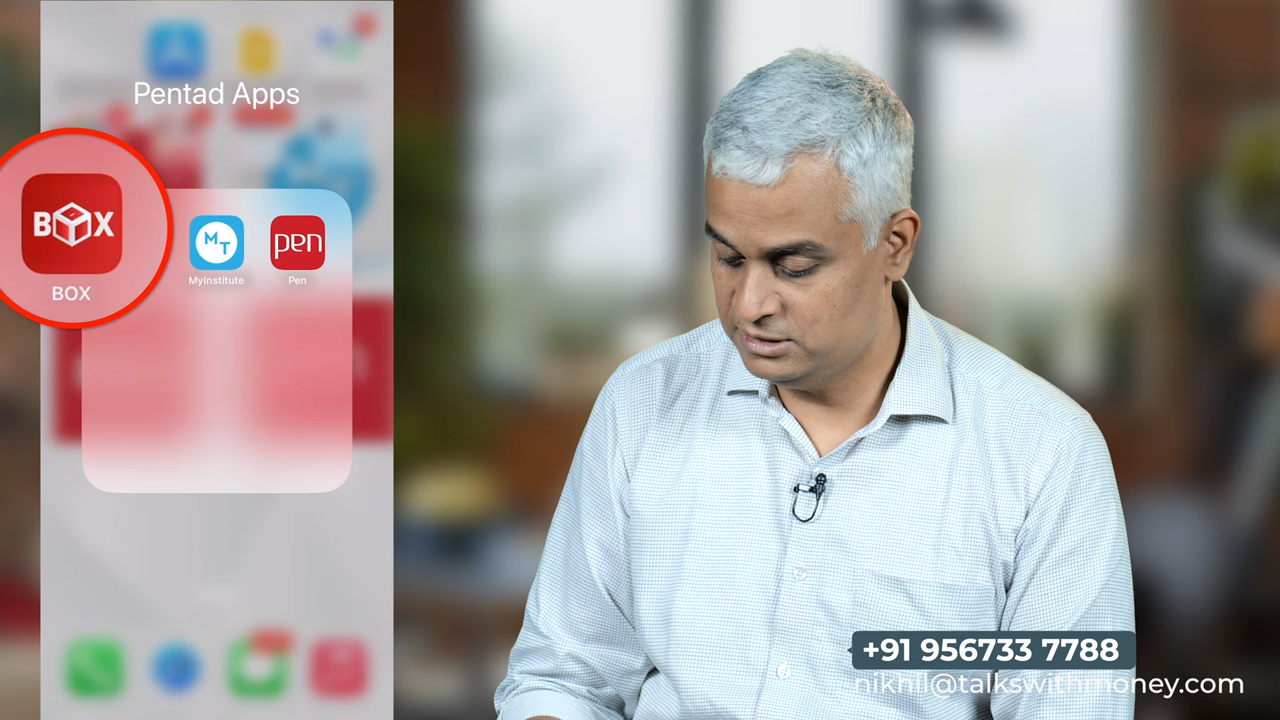 Pentad Apps
BOX
BOX
MT
MyInstitute
pen
Pen
+91 956733 7788
nikhil@talkswithmoney.com